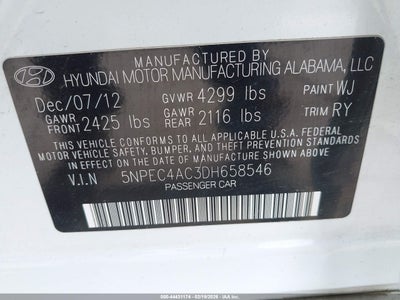 MANUFACTURED BY
HYUNDAI MOTOR MANUFACTURING ALABAMA, LLC
Dec/07/12 GVWR 4299 lbs PAINT WJ
GAWR FRONT 2425 lbs GAWR REAR 2116 lbs TRIM RY
THIS VEHICLE CONFORMS TO ALL APPLICABLE U.S.A. FEDERAL
MOTOR VEHICLE SAFETY, BUMPER, AND THEFT PREVENTION STANDARDS
IN EFFECT ON THE DATE OF MANUFACTURE SHOWN ABOVE.
V.I.N 5NPEC4AC3DH658546
PASSENGER CAR